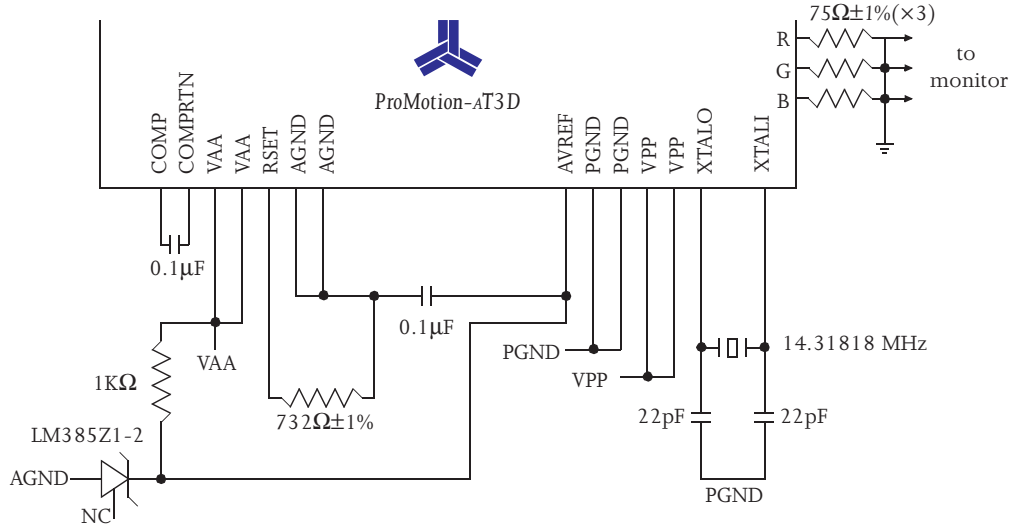 75Ω±1%(×3)
R
G
B
to
monitor
ProMotion-AT3D
COMP
COMPRTN
VAA
VAA
RSET
AGND
AGND
AVREF
PGND
PGND
VPP
VPP
XTALO
XTALI
0.1µF
0.1µF
VAA
PGND
VPP
14.31818 MHz
1KΩ
732Ω±1%
22pF
22pF
LM385Z1-2
AGND
NC
PGND